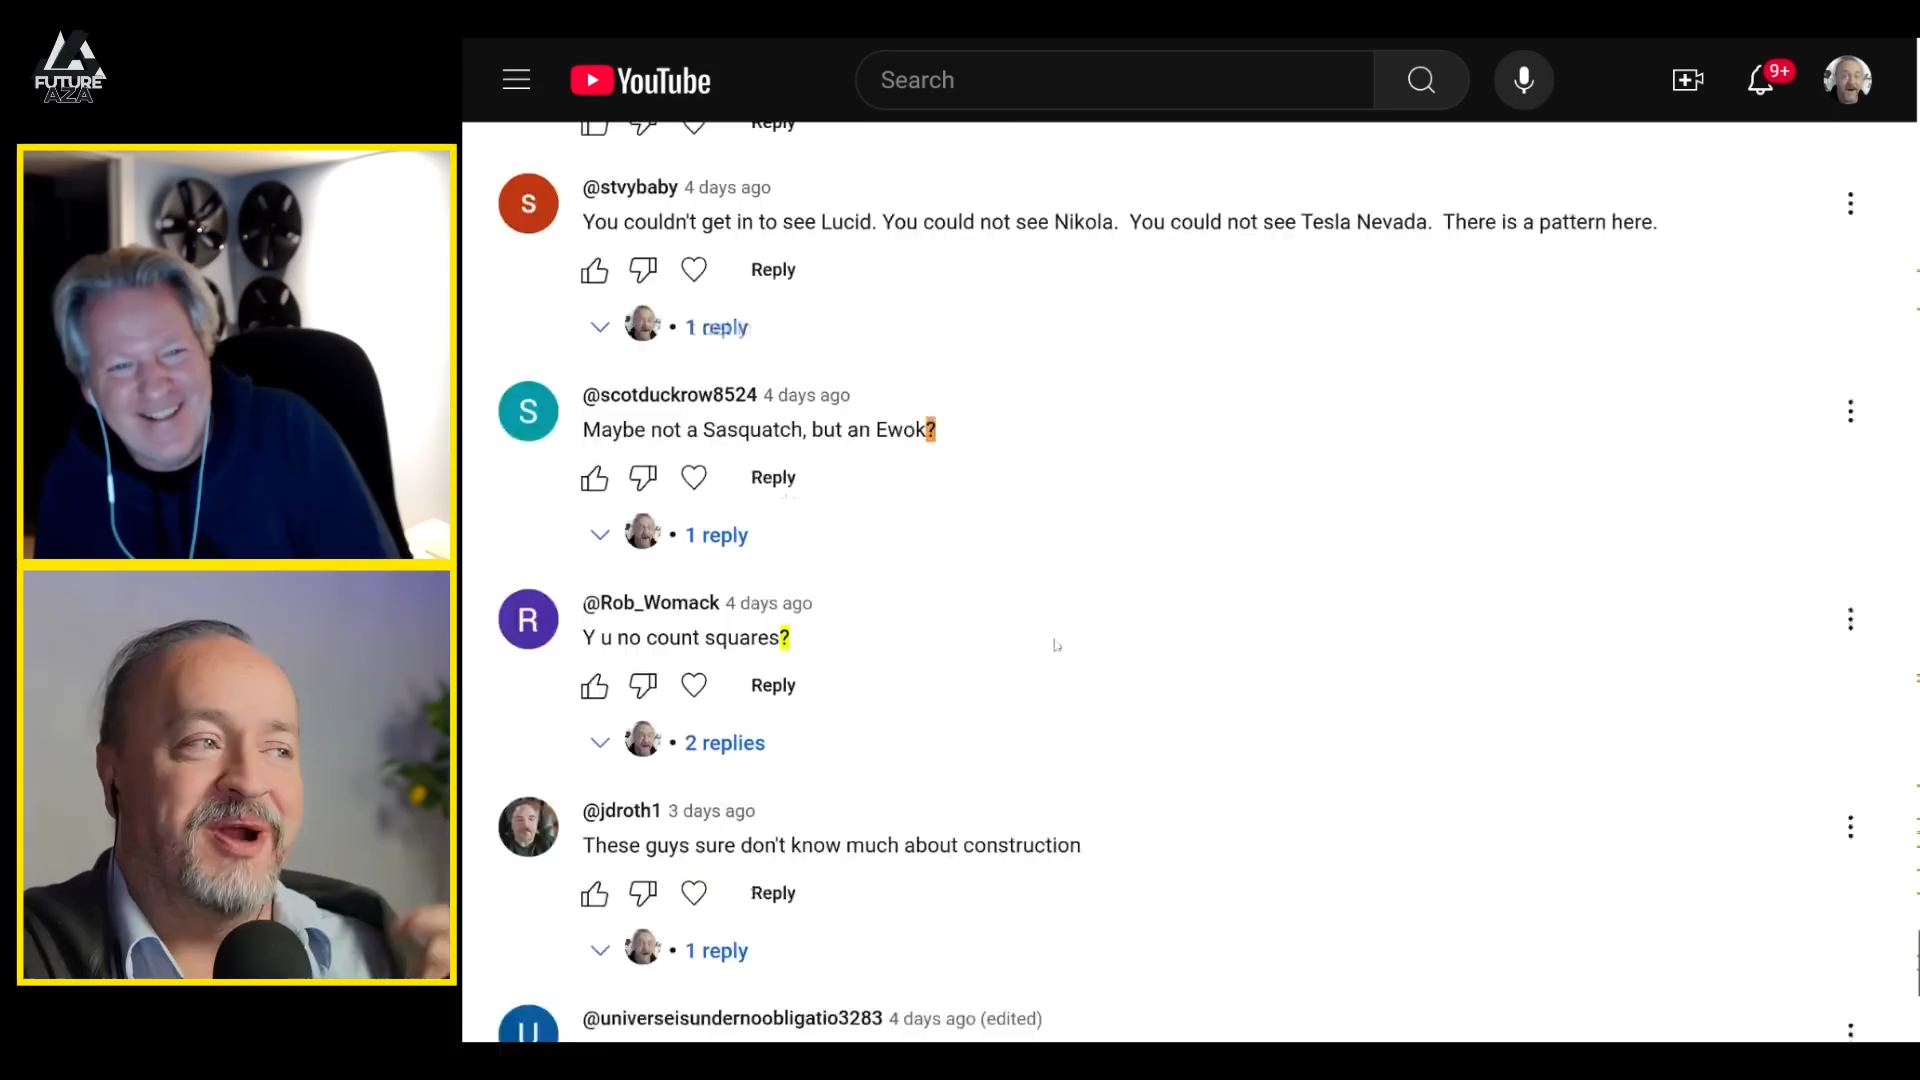 FUTURE
AZA
YouTube
Search
9+
Reply
@stvybaby 4 days ago
You couldn't get in to see Lucid. You could not see Nikola. You could not see Tesla Nevada. There is a pattern here.
Reply
• 1 reply
S
@scotduckrow8524 4 days ago
Maybe not a Sasquatch, but an Ewok?
Reply
• 1 reply
S
@Rob_Womack 4 days ago
Y u no count squares?
Reply
• 2 replies
R
@jdroth1 3 days ago
These guys sure don't know much about construction
Reply
• 1 reply
@universeisundernoobligatio3283 4 days ago (edited)
U